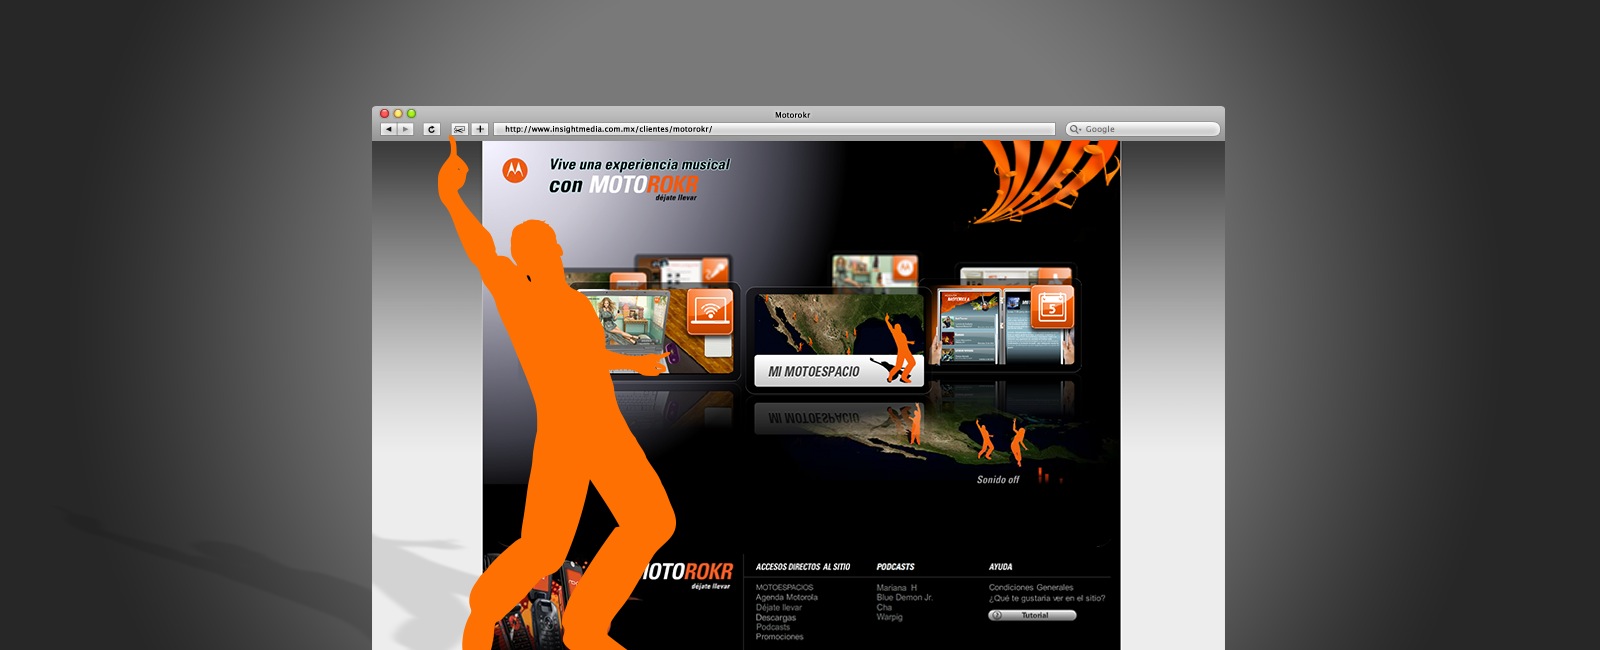 Motorokr
http://www.insightmedia.com.mx/clientes/motorokr/
Google
Vive una experiencia musical
con MOTOROKR
déjate llevar
5
MI MOTOESPACIO
MI MOTOESPACIO
Sonido off
MOTOROKR
déjate llevar
ACCESOS DIRECTOS AL SITIO
MOTOESPACIOS
Agenda Motorola
Déjate llevar
Descargas
Podcasts
Promociones
PODCASTS
Mariana H
Blue Demon Jr.
Cha
Warpig
AYUDA
Condiciones Generales
¿Qué te gustaria ver en el sitio?
Tutorial